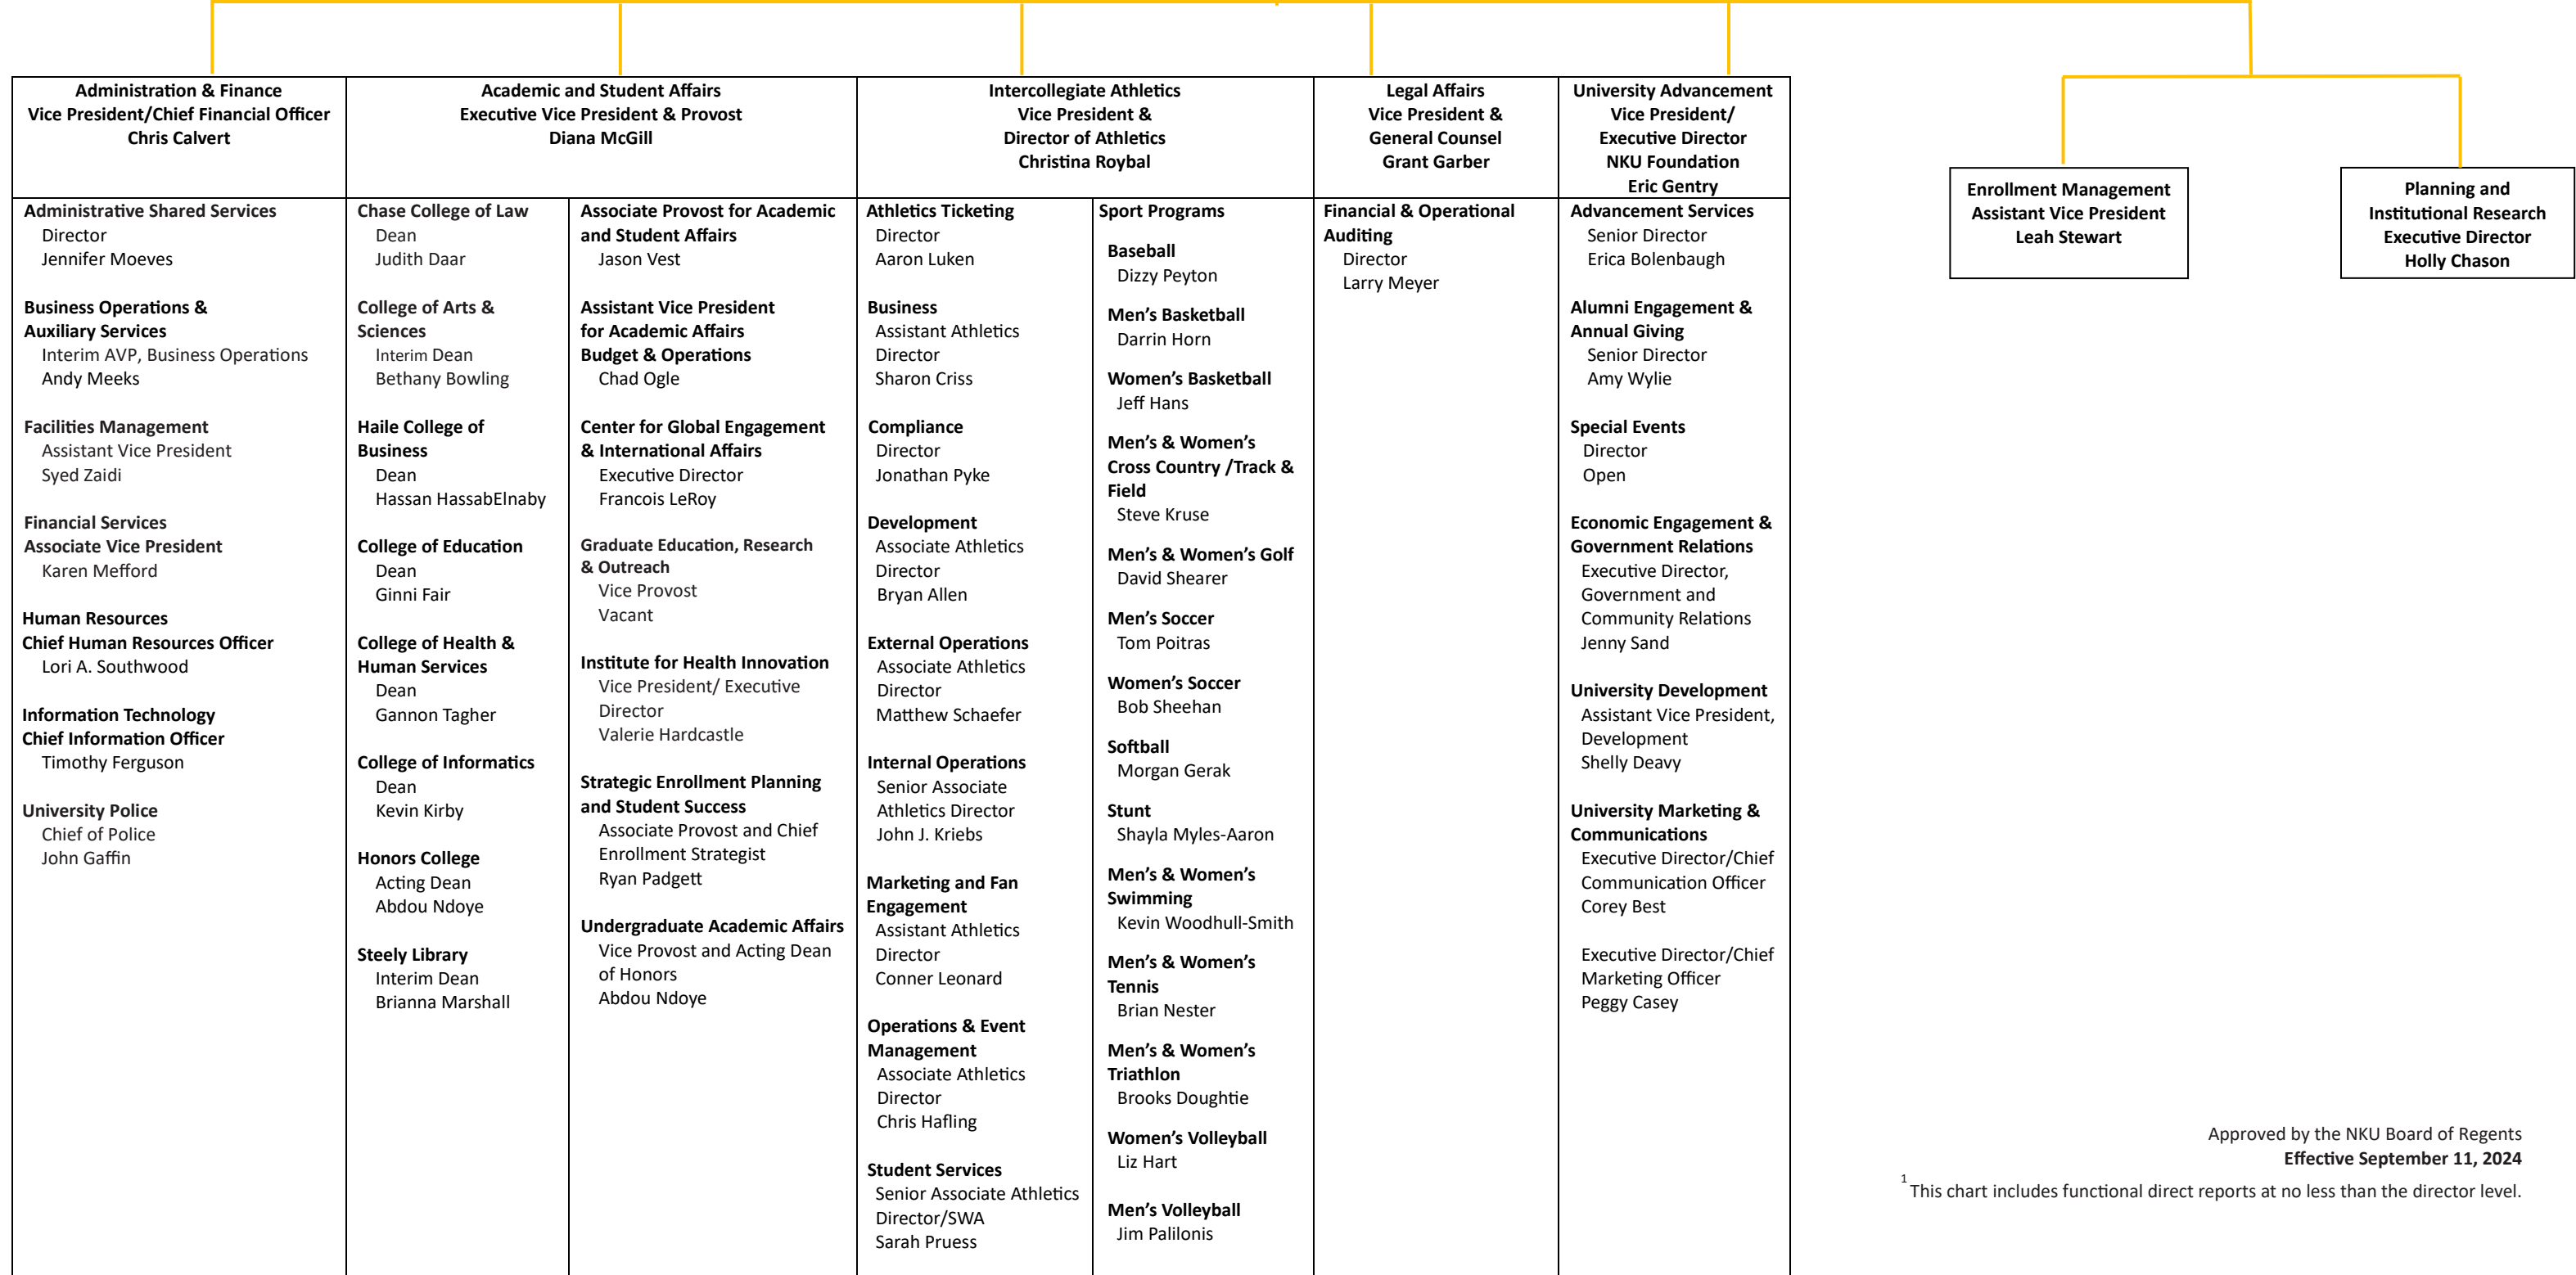 Administration & Finance
Vice President/Chief Financial Officer
Chris Calvert
Academic and Student Affairs
Executive Vice President & Provost
Diana McGill
Intercollegiate Athletics
Vice President &
Director of Athletics
Christina Roybal
Legal Affairs
Vice President &
General Counsel
Grant Garber
University Advancement
Vice President/
Executive Director
NKU Foundation
Eric Gentry
Enrollment Management
Assistant Vice President
Leah Stewart
Planning and
Institutional Research
Executive Director
Holly Chason
Administrative Shared Services
Director
Jennifer Moeves
Business Operations &
Auxiliary Services
Interim AVP, Business Operations
Andy Meeks
Facilities Management
Assistant Vice President
Syed Zaidi
Financial Services
Associate Vice President
Karen Mefford
Human Resources
Chief Human Resources Officer
Lori A. Southwood
Information Technology
Chief Information Officer
Timothy Ferguson
University Police
Chief of Police
John Gaffin
Chase College of Law
Dean
Judith Daar
College of Arts &
Sciences
Interim Dean
Bethany Bowling
Haile College of
Business
Dean
Hassan HassabElnaby
College of Education
Dean
Ginni Fair
College of Health &
Human Services
Dean
Gannon Tagher
College of Informatics
Dean
Kevin Kirby
Honors College
Acting Dean
Abdou Ndoye
Steely Library
Interim Dean
Brianna Marshall
Associate Provost for Academic
and Student Affairs
Jason Vest
Assistant Vice President
for Academic Affairs
Budget & Operations
Chad Ogle
Center for Global Engagement
& International Affairs
Executive Director
Francois LeRoy
Graduate Education, Research
& Outreach
Vice Provost
Vacant
Institute for Health Innovation
Vice President/ Executive
Director
Valerie Hardcastle
Strategic Enrollment Planning
and Student Success
Associate Provost and Chief
Enrollment Strategist
Ryan Padgett
Undergraduate Academic Affairs
Vice Provost and Acting Dean
of Honors
Abdou Ndoye
Athletics Ticketing
Director
Aaron Luken
Business
Assistant Athletics
Director
Sharon Criss
Compliance
Director
Jonathan Pyke
Development
Associate Athletics
Director
Bryan Allen
External Operations
Associate Athletics
Director
Matthew Schaefer
Internal Operations
Senior Associate
Athletics Director
John J. Kriebs
Marketing and Fan
Engagement
Assistant Athletics
Director
Conner Leonard
Operations & Event
Management
Associate Athletics
Director
Chris Hafling
Student Services
Senior Associate Athletics
Director/SWA
Sarah Pruess
Sport Programs
Baseball
Dizzy Peyton
Men's Basketball
Darrin Horn
Women's Basketball
Jeff Hans
Men's & Women's
Cross Country /Track &
Field
Steve Kruse
Men's & Women's Golf
David Shearer
Men's Soccer
Tom Poitras
Women's Soccer
Bob Sheehan
Softball
Morgan Gerak
Stunt
Shayla Myles-Aaron
Men's & Women's
Swimming
Kevin Woodhull-Smith
Men's & Women's
Tennis
Brian Nester
Men's & Women's
Triathlon
Brooks Doughtie
Women's Volleyball
Liz Hart
Men's Volleyball
Jim Palilonis
Financial & Operational
Auditing
Director
Larry Meyer
Advancement Services
Senior Director
Erica Bolenbaugh
Alumni Engagement &
Annual Giving
Senior Director
Amy Wylie
Special Events
Director
Open
Economic Engagement &
Government Relations
Executive Director,
Government and
Community Relations
Jenny Sand
University Development
Assistant Vice President,
Development
Shelly Deavy
University Marketing &
Communications
Executive Director/Chief
Communication Officer
Corey Best
Executive Director/Chief
Marketing Officer
Peggy Casey
Approved by the NKU Board of Regents
Effective September 11, 2024
1 This chart includes functional direct reports at no less than the director level.